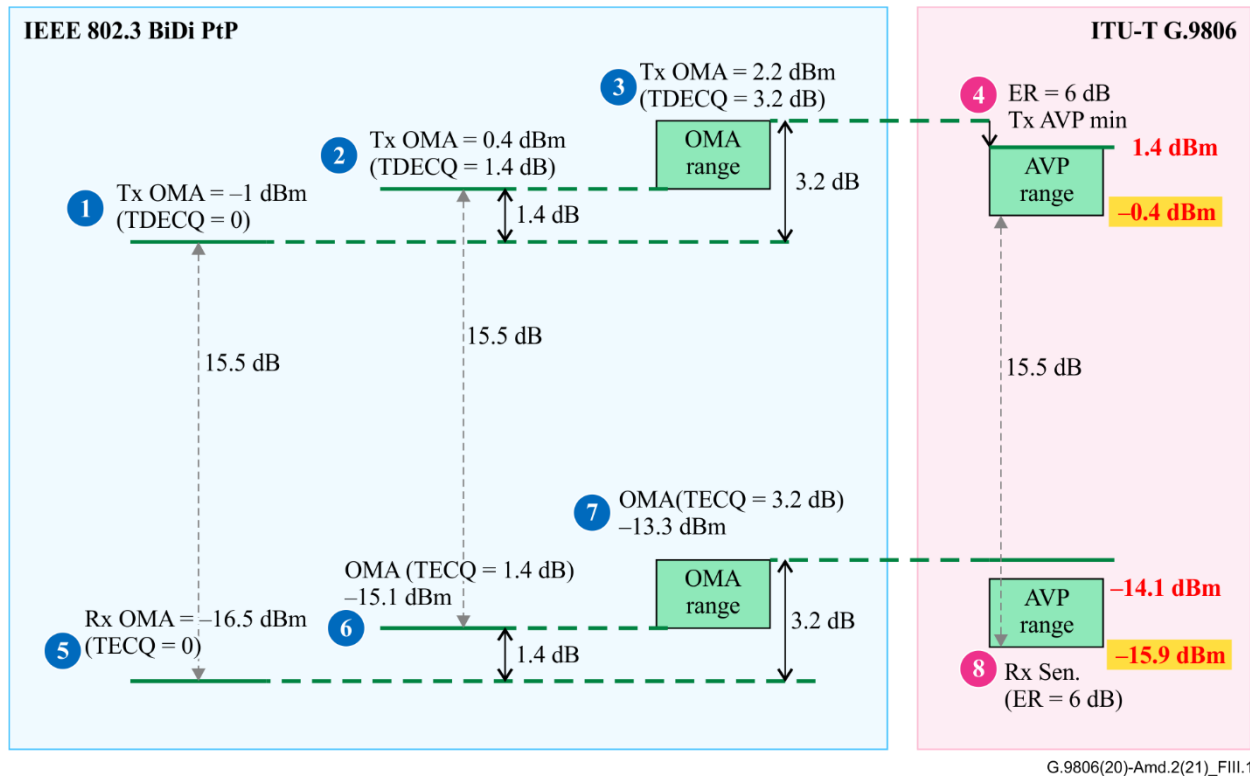 IEEE 802.3 BiDi PtP
ITU-T G.9806
3
Tx OMA = 2.2 dBm
(TDECQ = 3.2 dB)
4
ER = 6 dB
Tx AVP min
2
Tx OMA = 0.4 dBm
(TDECQ = 1.4 dB)
OMA
range
3.2 dB
1.4 dBm
AVP
range
–0.4 dBm
1
Tx OMA = –1 dBm
(TDECQ = 0)
1.4 dB
15.5 dB
15.5 dB
15.5 dB
7
OMA(TECQ = 3.2 dB)
–13.3 dBm
OMA (TECQ = 1.4 dB)
–15.1 dBm
6
OMA
range
3.2 dB
–14.1 dBm
AVP
range
–15.9 dBm
Rx OMA = –16.5 dBm
(TECQ = 0)
5
1.4 dB
8
Rx Sen.
(ER = 6 dB)
G.9806(20)-Amd.2(21)_FIII.1